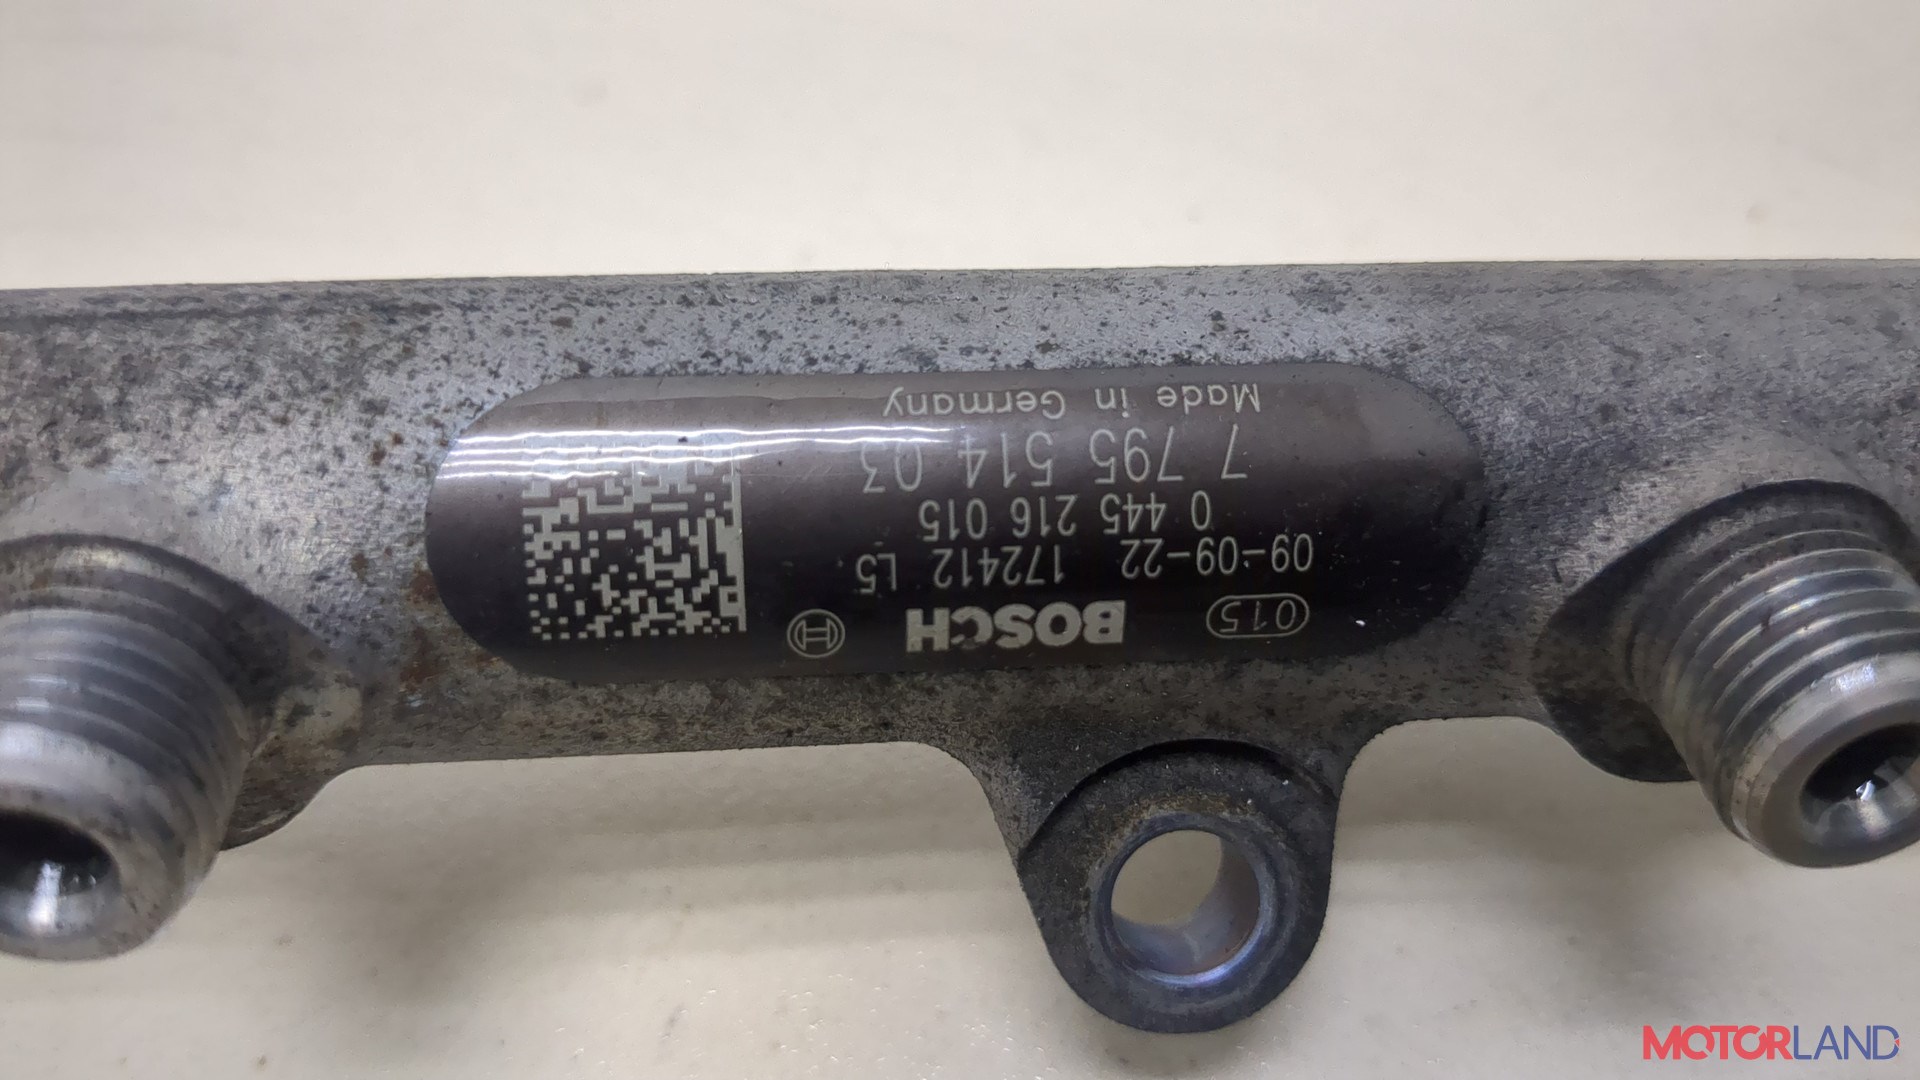 015 BOSCH
09-09-22 172412 L5
0 445 216 015
7 795 514 03
Made in Germany
MOTORLAND